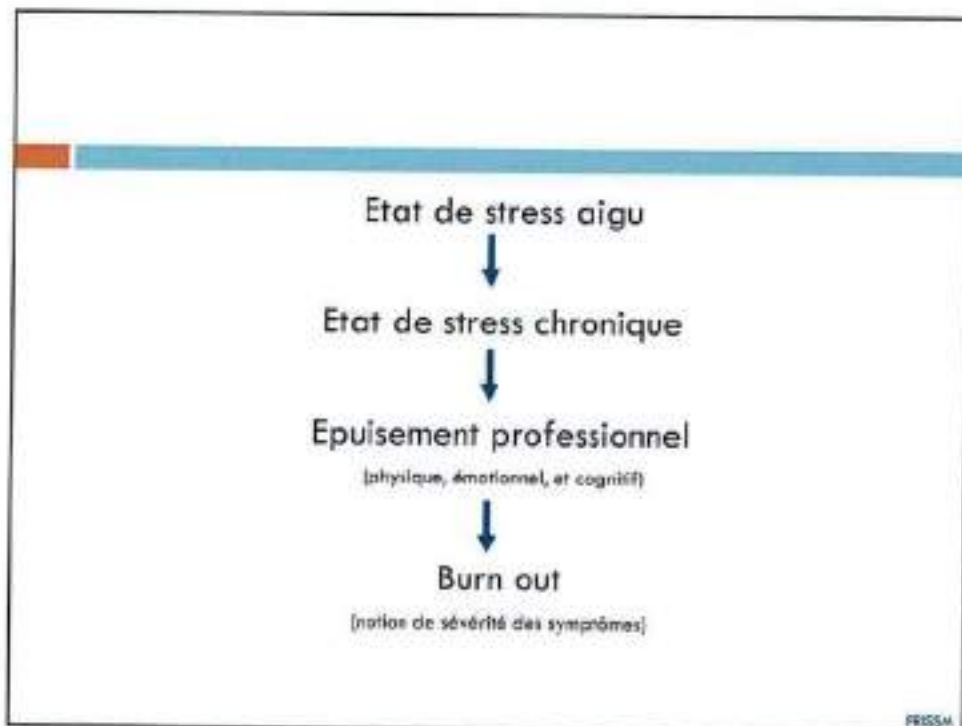 Etat de stress aigu
Etat de stress chronique
Epuisement professionnel
(physique, émotionnel, et cognitif)
Burn out
(notion de sévérité des symptômes)
FRISSM